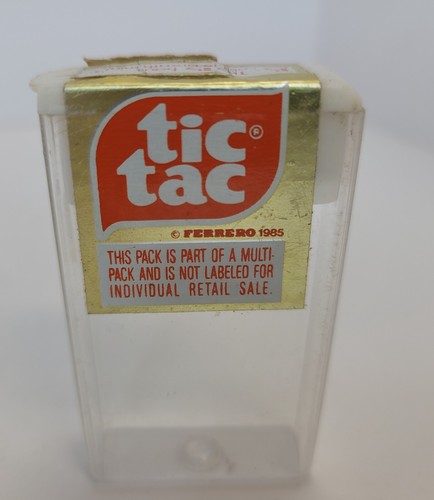 tic®
tac
© FERRERO 1985
THIS PACK IS PART OF A MULTI-
PACK AND IS NOT LABELED FOR
INDIVIDUAL RETAIL SALE.